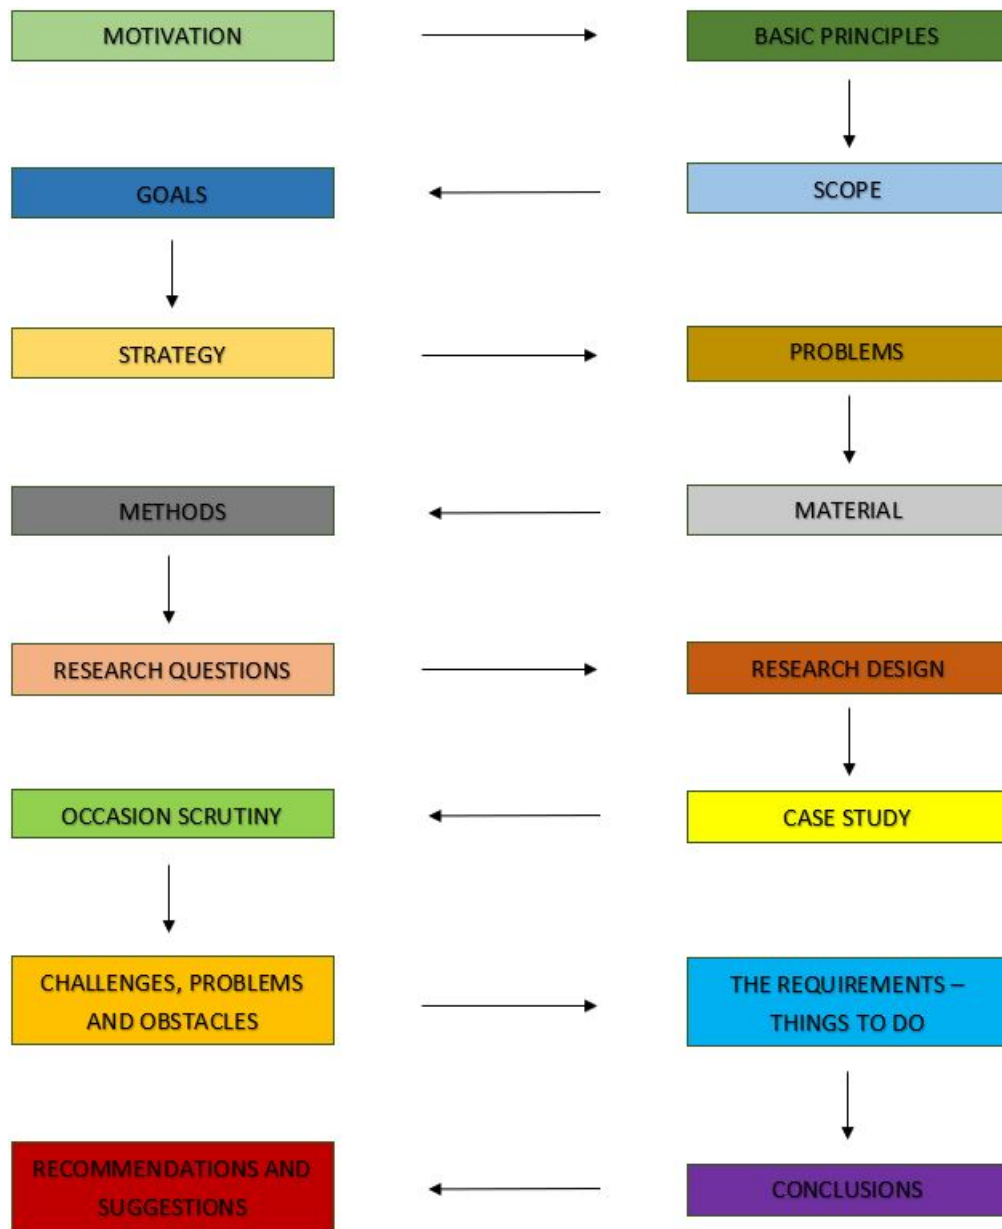 MOTIVATION
BASIC PRINCIPLES
GOALS
SCOPE
STRATEGY
PROBLEMS
METHODS
MATERIAL
RESEARCH QUESTIONS
RESEARCH DESIGN
OCCASION SCRUTINY
CASE STUDY
CHALLENGES, PROBLEMS
AND OBSTACLES
THE REQUIREMENTS –
THINGS TO DO
RECOMMENDATIONS AND
SUGGESTIONS
CONCLUSIONS